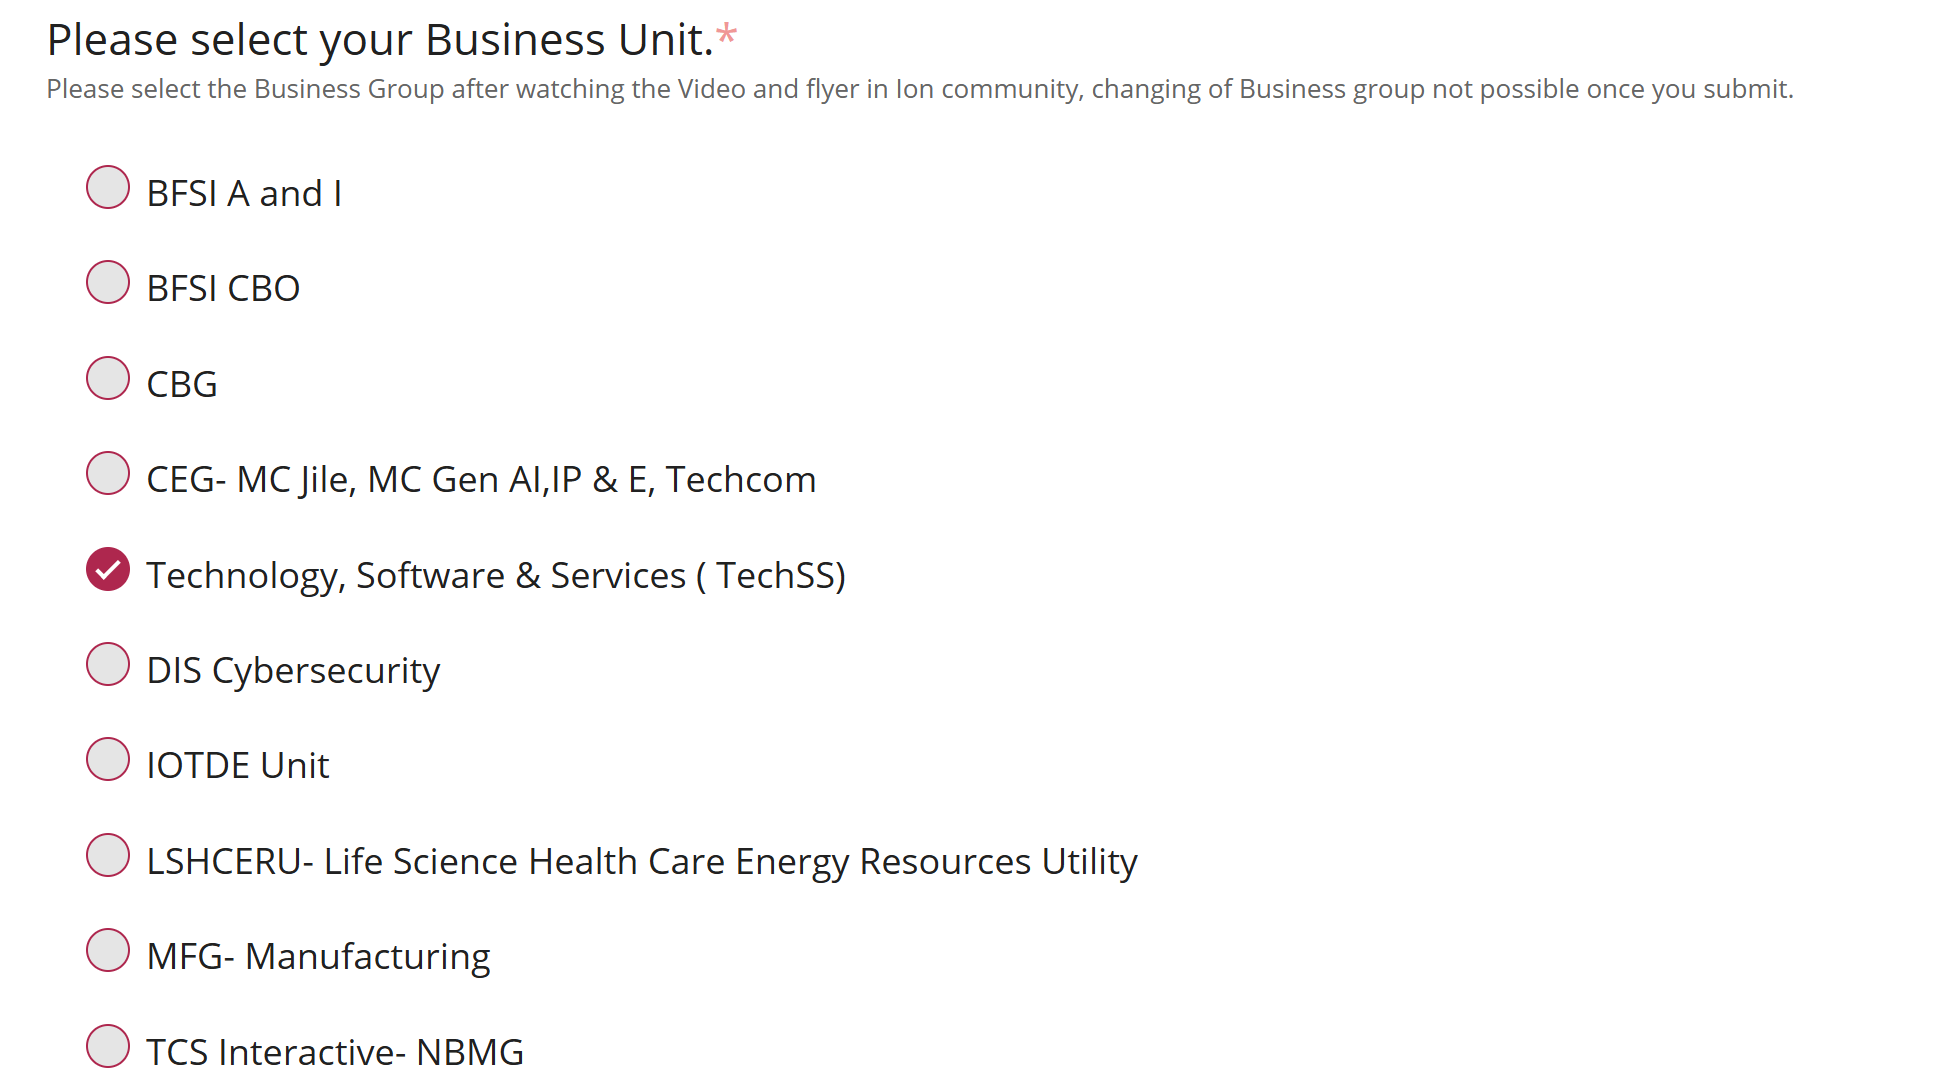 Please select your Business Unit.*
Please select the Business Group after watching the Video and flyer in Ion community, changing of Business group not possible once you submit.
BFSI A and I
BFSI CBO
CBG
CEG- MC Jile, MC Gen AI,IP & E, Techcom
Technology, Software & Services ( TechSS)
DIS Cybersecurity
IOTDE Unit
LSHCERU- Life Science Health Care Energy Resources Utility
MFG- Manufacturing
TCS Interactive- NBMG